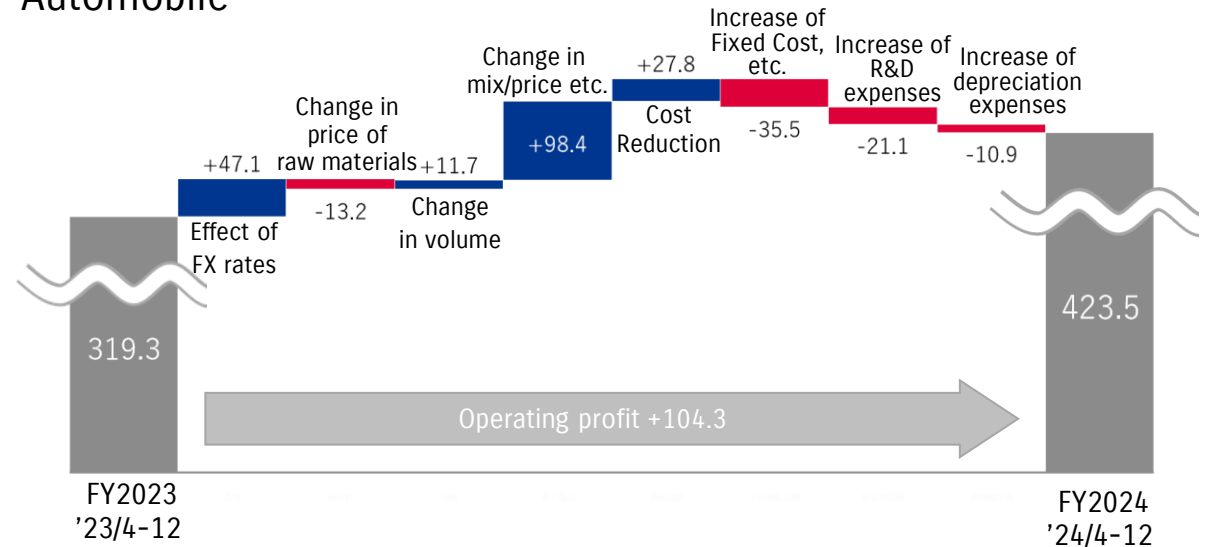 Automobile
+47.1
Effect of
FX rates
Change in
price of
raw materials
-13.2
+11.7
Change
in volume
Change in
mix/price etc.
+98.4
+27.8
Cost
Reduction
Increase of
Fixed Cost,
etc.
-35.5
Increase of
R&D
expenses
-21.1
Increase of
depreciation
expenses
-10.9
319.3
423.5
Operating profit +104.3
FY2023
’23/4-12
FY2024
’24/4-12